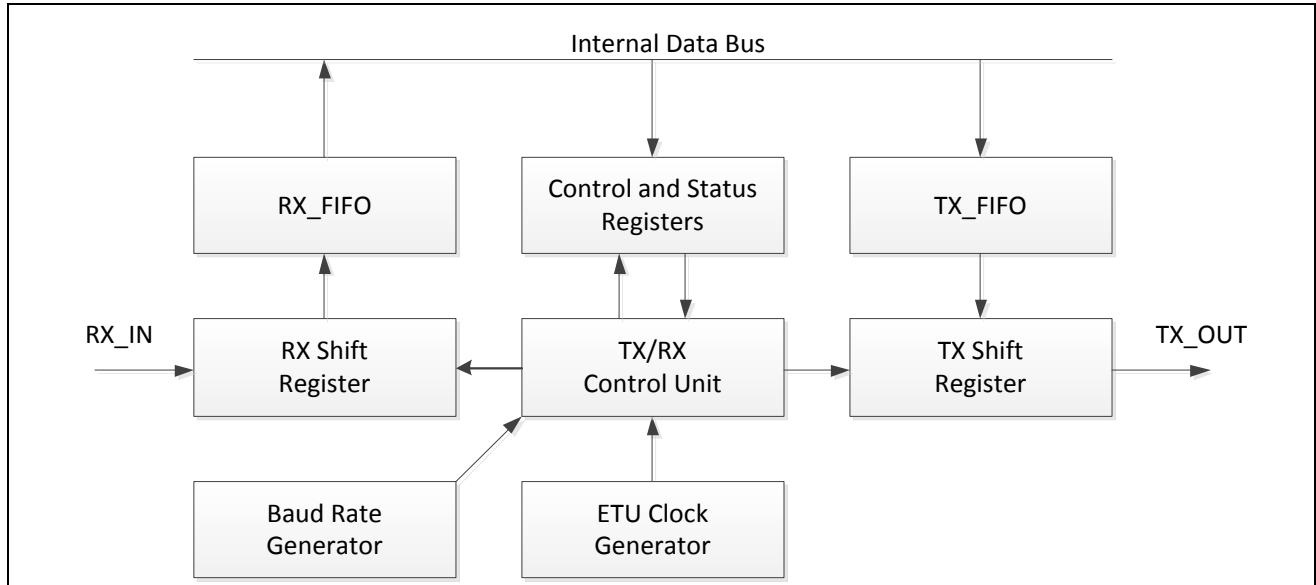 Internal Data Bus
RX_FIFO
Control and Status
Registers
TX_FIFO
RX_IN
RX Shift
Register
TX/RX
Control Unit
TX Shift
Register
TX_OUT
Baud Rate
Generator
ETU Clock
Generator